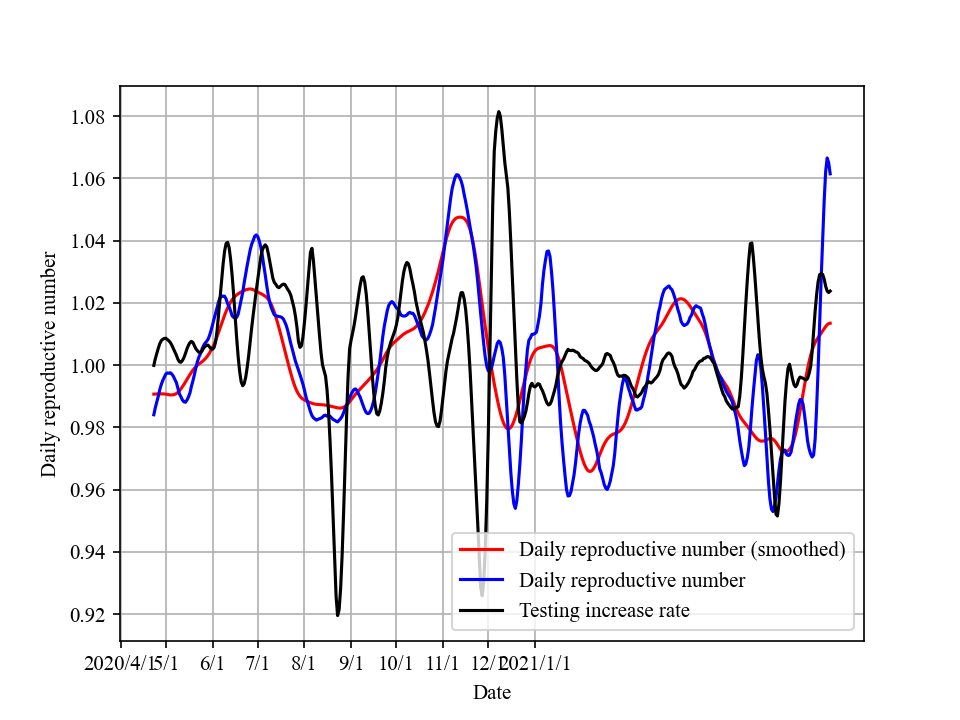 1.08
1.06
1.04
1.02
1.00
0.98
0.96
0.94
0.92
Daily reproductive number
Daily reproductive number (smoothed)
Daily reproductive number
Testing increase rate
2020/4/1 5/1 6/1 7/1 8/1 9/1 10/1 11/1 12/1 2021/1/1
Date